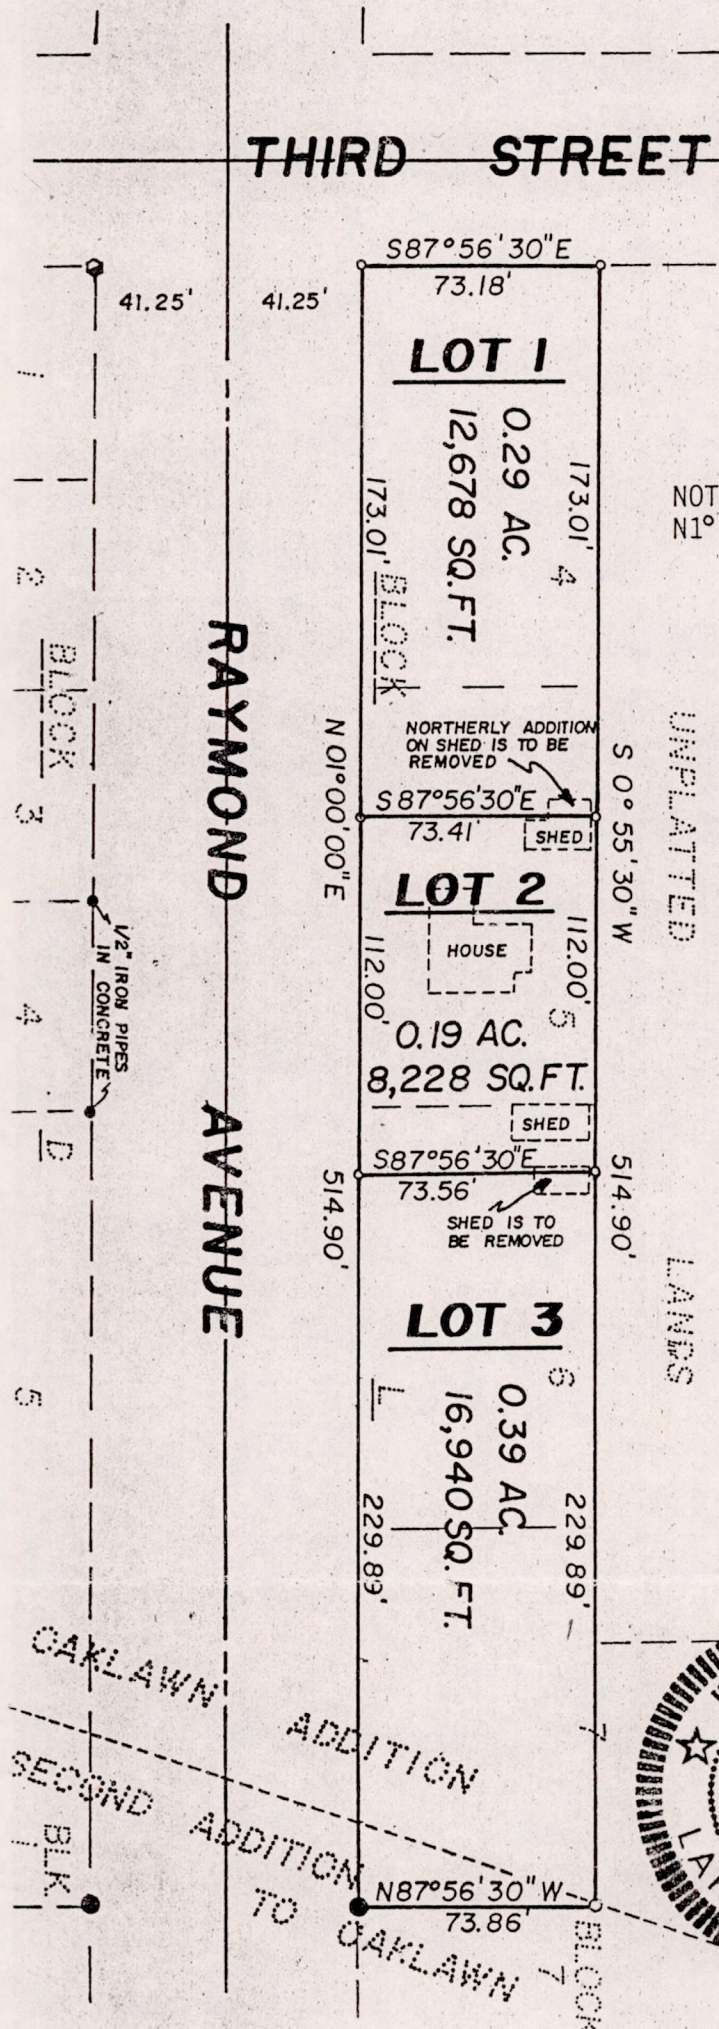 THIRD STREET
S87°56'30"E
73.18'
41.25'
41.25'
LOT 1
0.29 AC.
12,678 SQ.FT.
173.01'
173.01'
4
BLOCK
NOT
N1°
1
2
BLOCK
3
4
D
5
RAYMOND AVENUE
N 01°00'00"E
514.90'
NORTHERLY ADDITION
ON SHED IS TO BE
REMOVED
S 87°56'30"E
73.41'
SHED
S 0°55'30"W
514.90'
UNPLATTED LANDS
LOT 2
HOUSE
112.00'
112.00'
5
0.19 AC.
8,228 SQ.FT.
SHED
1/2" IRON PIPES
IN CONCRETE
S87°56'30"E
73.56'
SHED IS TO
BE REMOVED
LOT 3
6
L
0.39 AC.
16,940 SQ. FT.
229.89'
229.89'
7
OAKLAWN ADDITION
SECOND ADDITION
TO OAKLAWN
BLK.
1
N87°56'30"W
73.86'
BLOCK
7